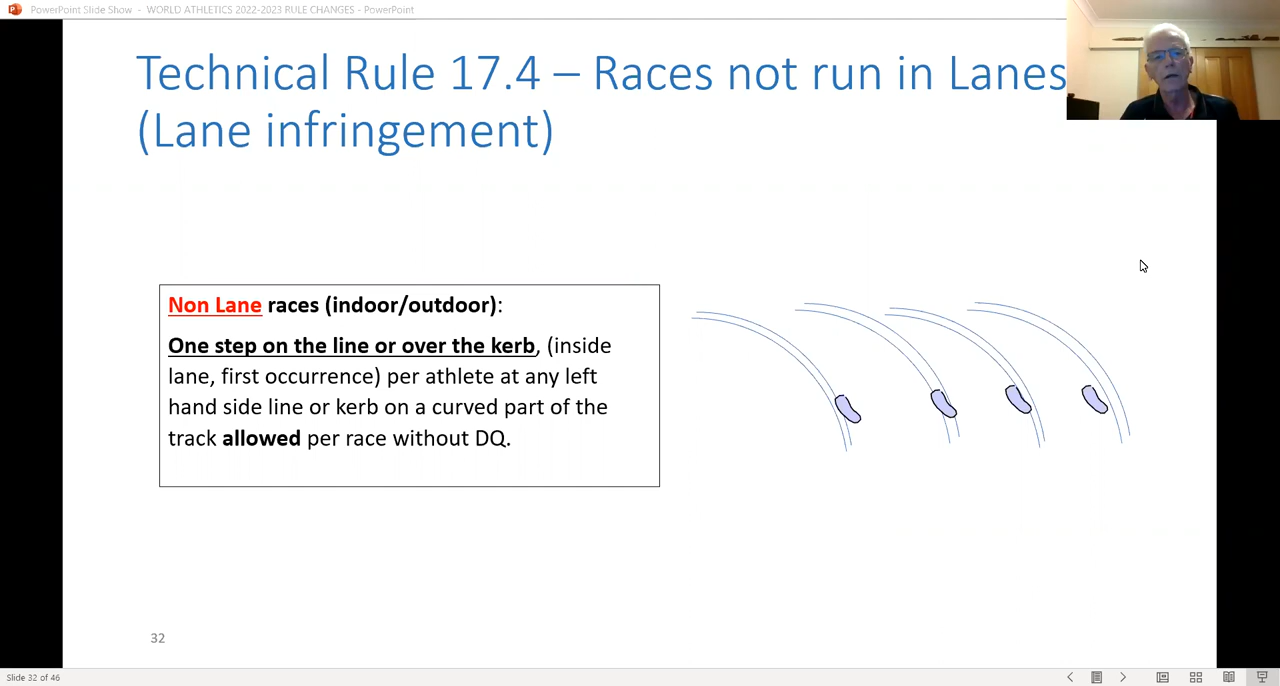 PowerPoint Slide Show - WORLD ATHLETICS 2022-2023 RULE CHANGES - PowerPoint
Technical Rule 17.4 – Races not run in Lanes
(Lane infringement)
Non Lane races (indoor/outdoor):
One step on the line or over the kerb, (inside
lane, first occurrence) per athlete at any left
hand side line or kerb on a curved part of the
track allowed per race without DQ.
32
Slide 32 of 46